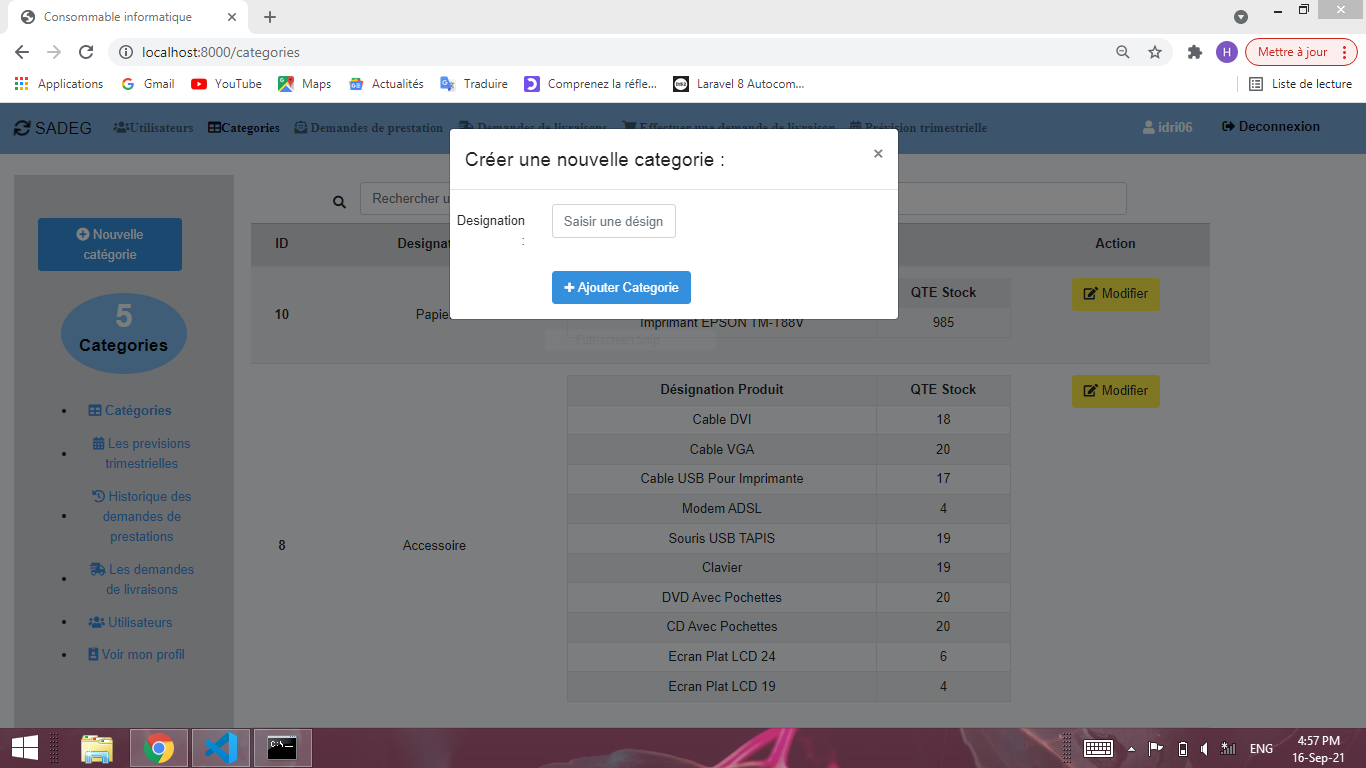 Consommable informatique
localhost:8000/categories
H
Mettre à jour
Applications
Gmail
YouTube
Maps
Actualités
Traduire
Comprenez la réfle...
Laravel 8 Autocom...
Liste de lecture
SADEG
Utilisateurs
Categories
Demandes de prestation
Demandes de livraisons
Effectuer une demande de livraison
Prévision trimestrielle
idri06
Deconnexion
Créer une nouvelle categorie :
×
Designation :
Saisir une désign
Ajouter Categorie
Nouvelle catégorie
5
Categories
Catégories
Les previsions trimestrielles
Historique des demandes de prestations
Les demandes de livraisons
Utilisateurs
Voir mon profil
Rechercher
ID
Action
10
Papie
QTE Stock
Imprimant EPSON TM-T88V
985
Modifier
Full-screen Snip
8
Accessoire
Désignation Produit
QTE Stock
Cable DVI
18
Cable VGA
20
Cable USB Pour Imprimante
17
Modem ADSL
4
Souris USB TAPIS
19
Clavier
19
DVD Avec Pochettes
20
CD Avec Pochettes
20
Ecran Plat LCD 24
6
Ecran Plat LCD 19
4
Modifier
C:\_
ENG
4:57 PM
16-Sep-21